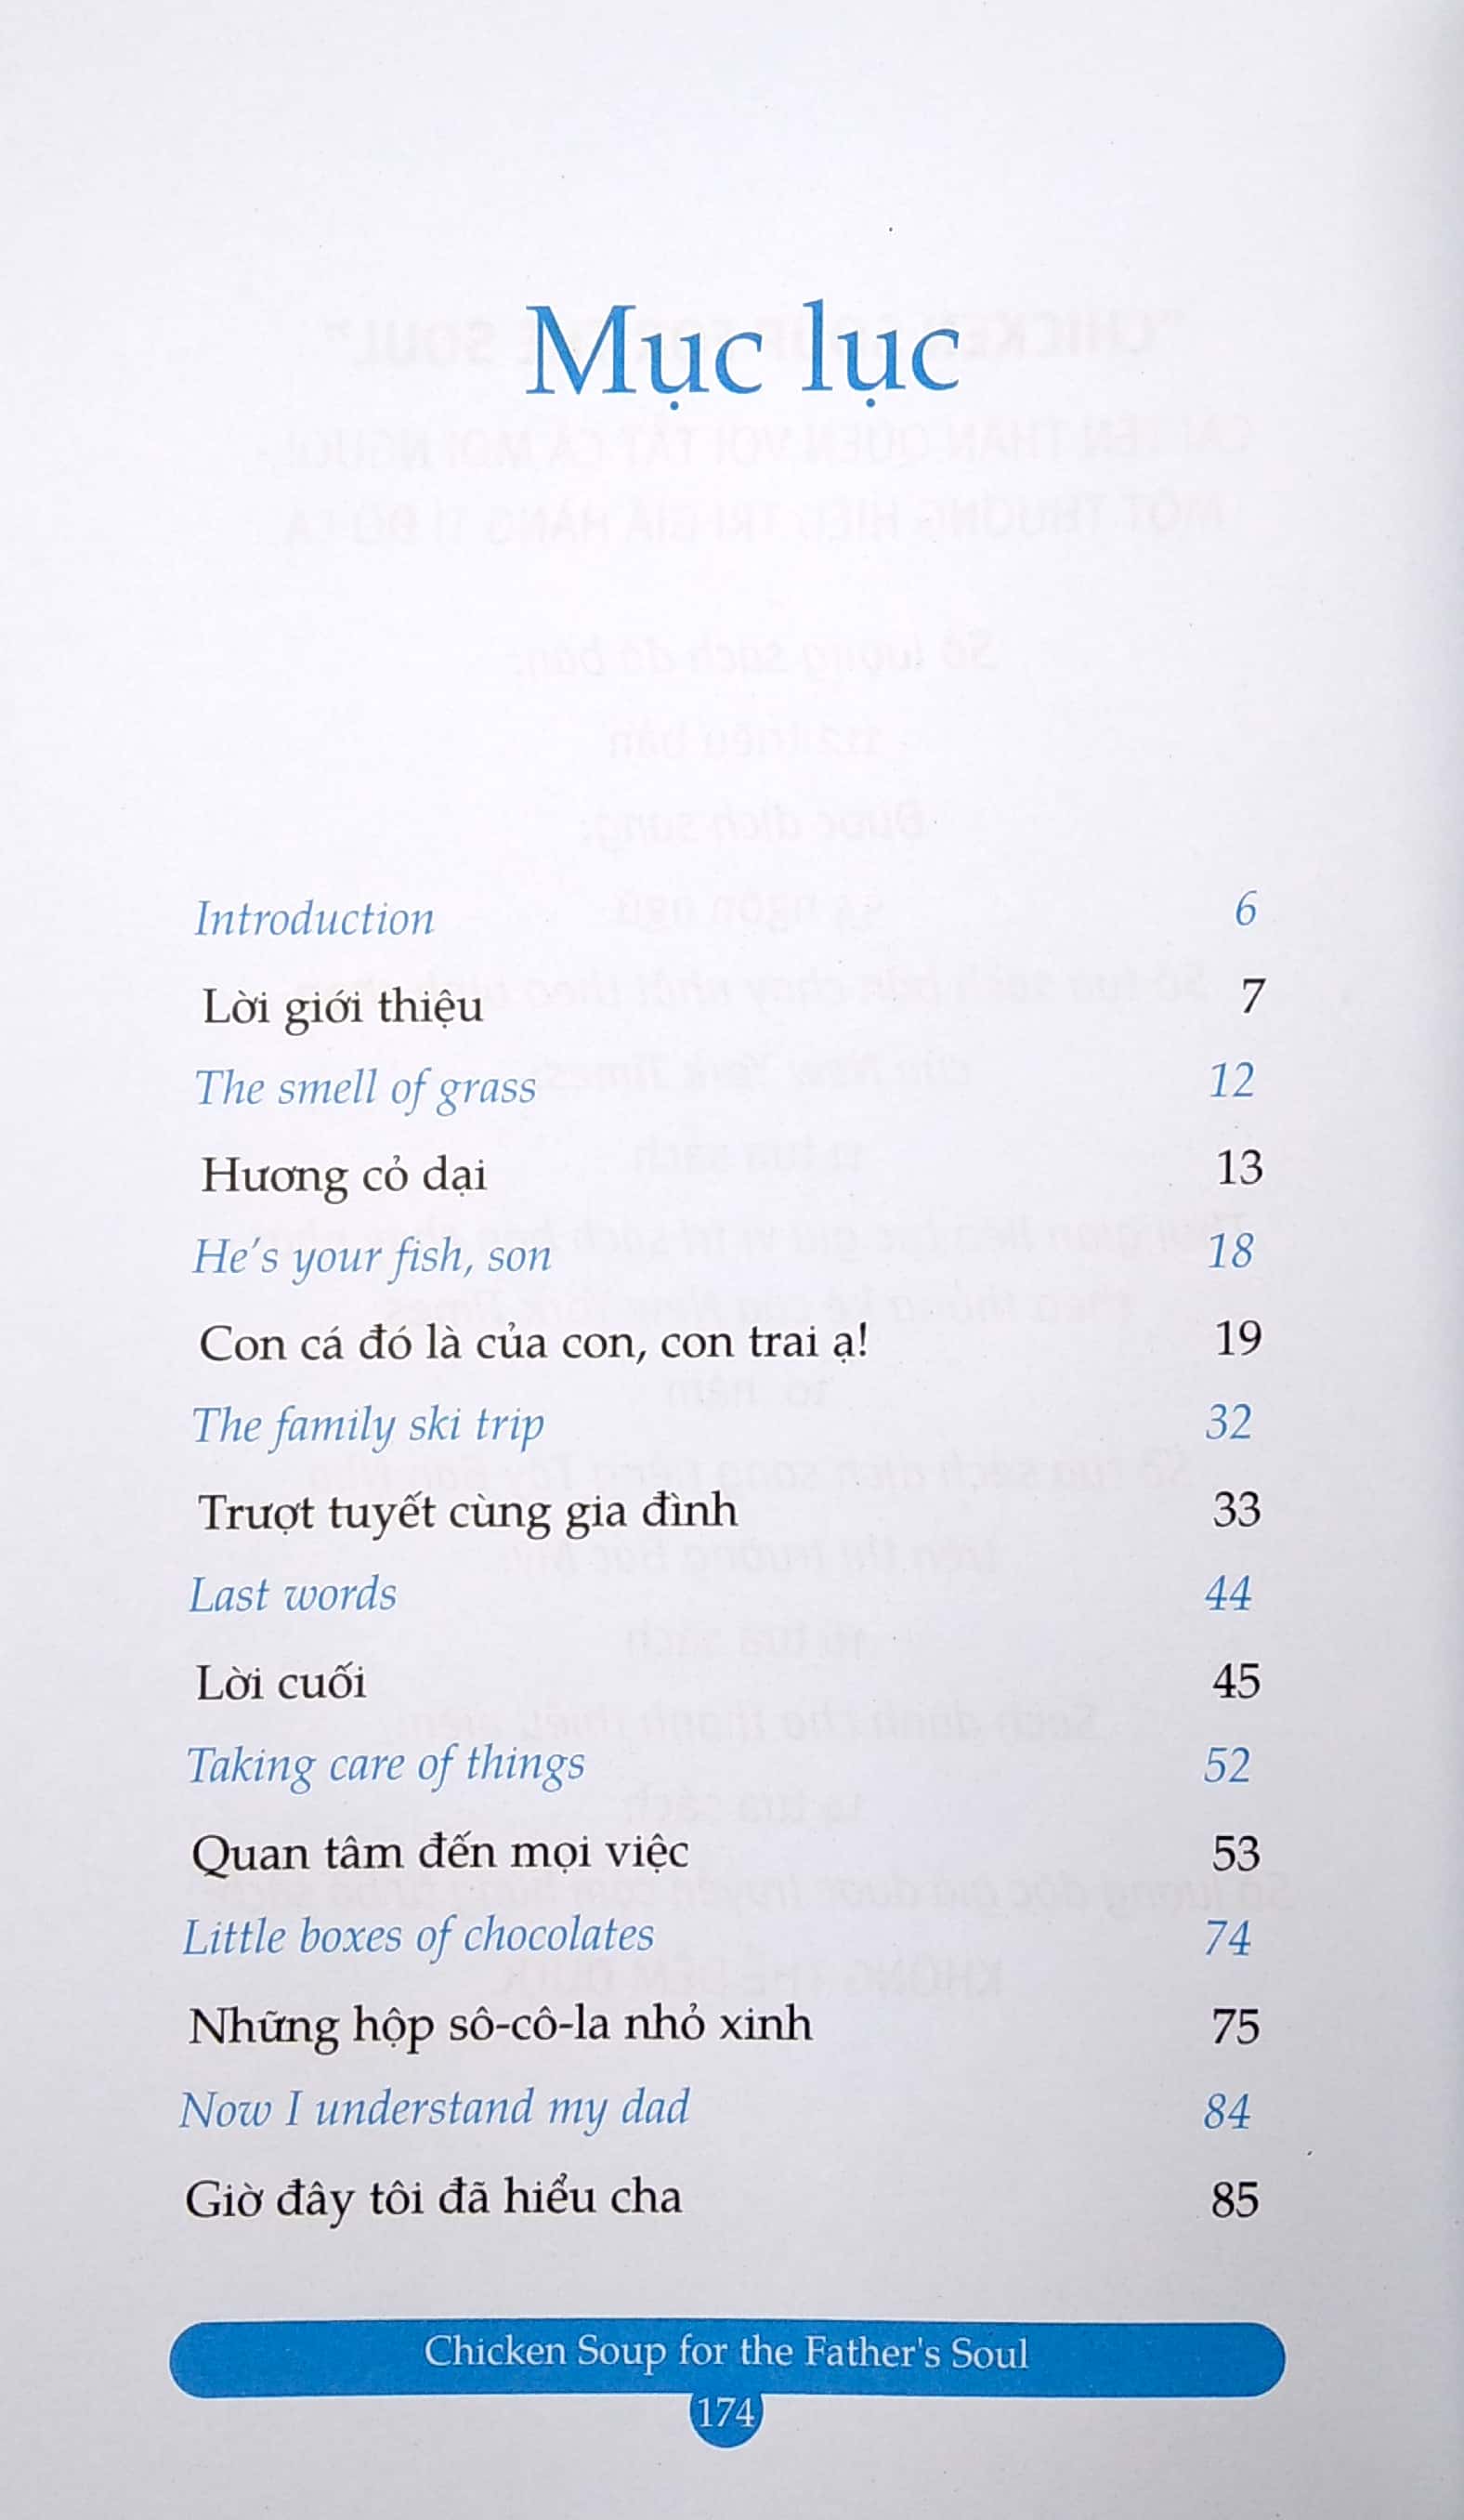 Mục lục
Introduction 6
Lời giới thiệu 7
The smell of grass 12
Hương cỏ dại 13
He's your fish, son 18
Con cá đó là của con, con trai ạ! 19
The family ski trip 32
Trượt tuyết cùng gia đình 33
Last words 44
Lời cuối 45
Taking care of things 52
Quan tâm đến mọi việc 53
Little boxes of chocolates 74
Những hộp sô-cô-la nhỏ xinh 75
Now I understand my dad 84
Giờ đây tôi đã hiểu cha 85
Chicken Soup for the Father's Soul
174